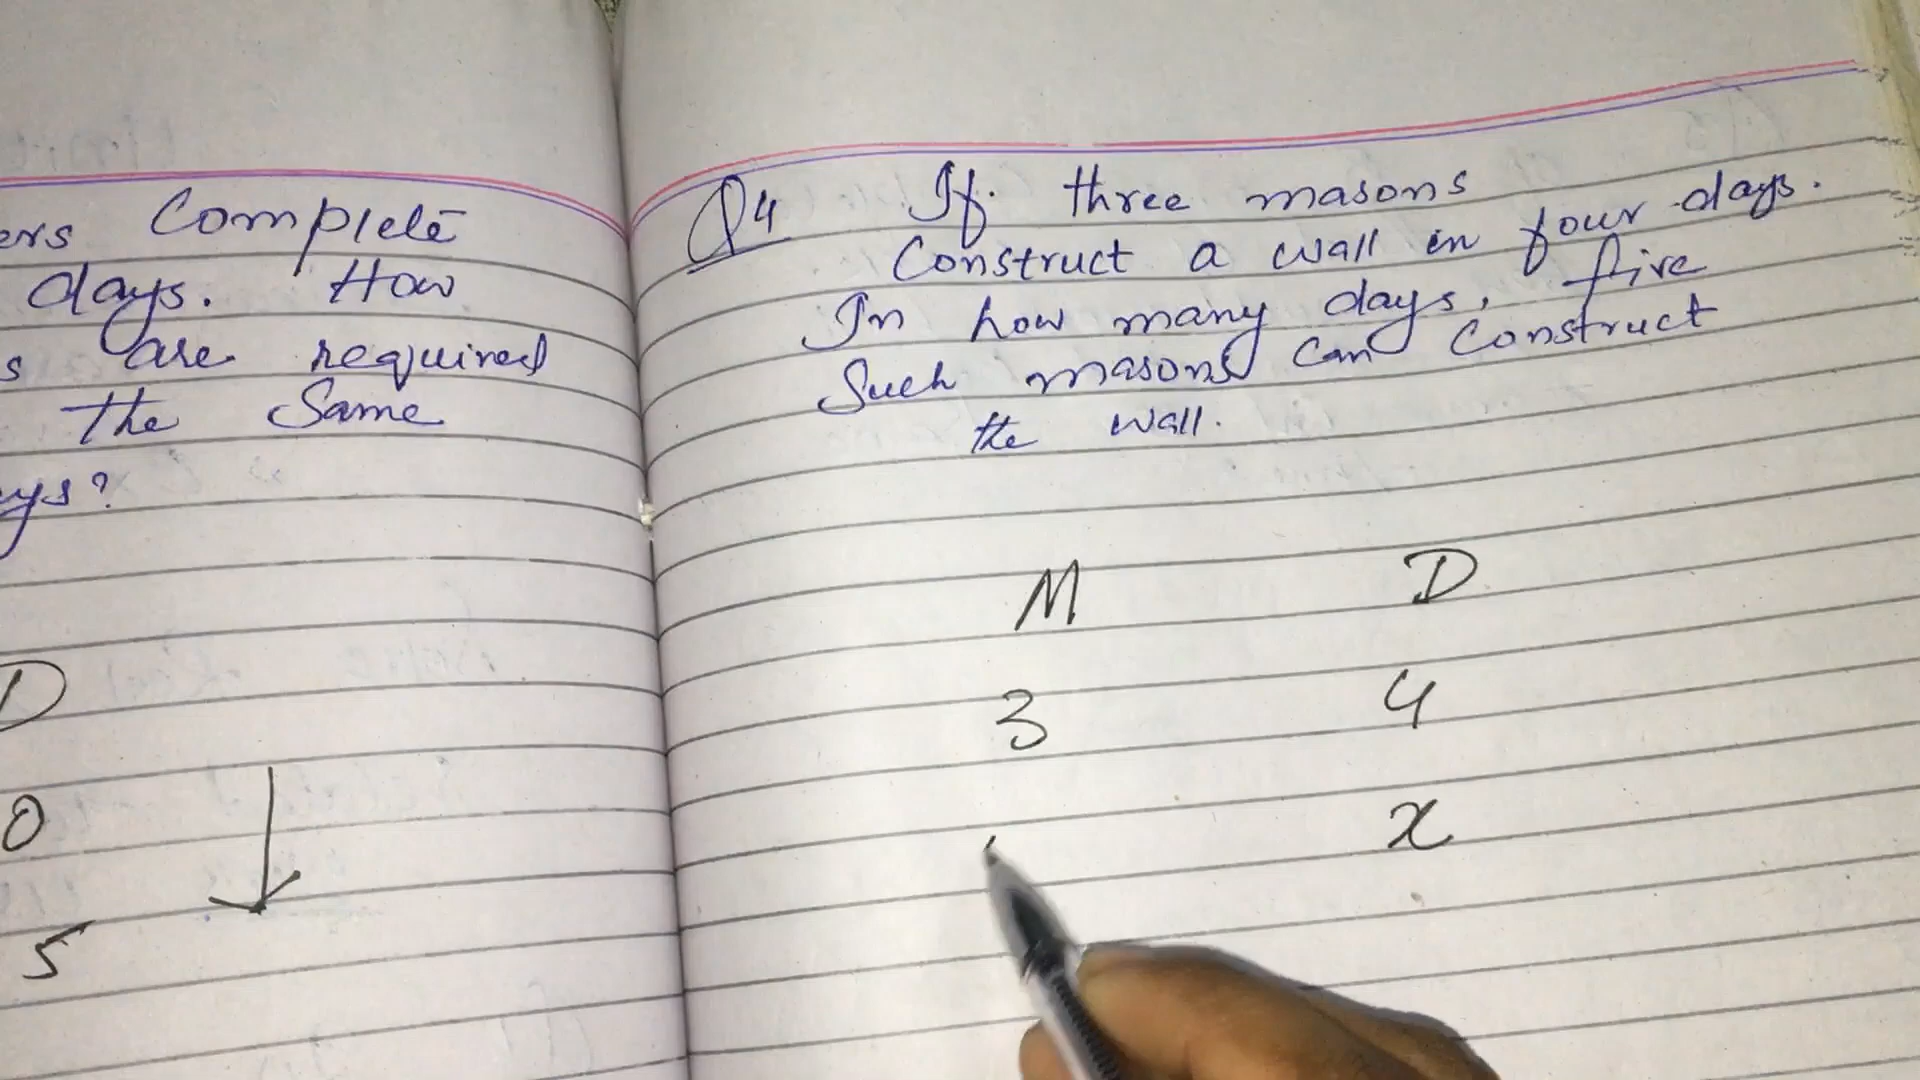 ers Complete
days. How
s are required
the Same
ys?
D
0
5
Q4 If three masons
Construct a wall in four days.
In how many days, five
Such masons can Construct
the wall.
M D
3 4
x